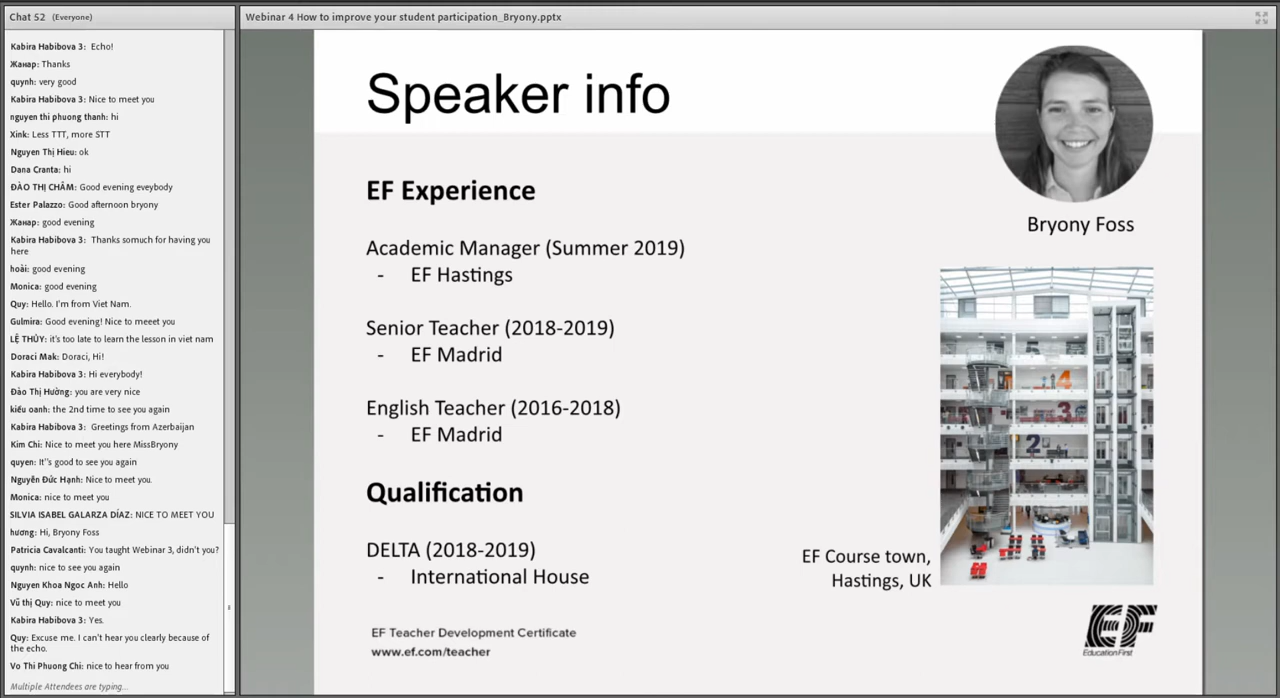 Chat 52 (Everyone)
Kabira Habibova 3: Echo!
Жанар: Thanks
quynh: very good
Kabira Habibova 3: Nice to meet you
nguyen thi phuong thanh: hi
Xink: Less TTT, more STT
Nguyen Thị Hieu: ok
Dana Cranta: hi
ĐÀO THỊ CHÂM: Good evening eveybody
Ester Palazzo: Good afternoon bryony
Жанар: good evening
Kabira Habibova 3: Thanks somuch for having you
here
hoài: good evening
Monica: good evening
Quy: Hello. I'm from Viet Nam.
Gulmira: Good evening! Nice to meeet you
LỆ THỦY: it's too late to learn the lesson in viet nam
Doraci Mak: Doraci, Hi!
Kabira Habibova 3: Hi everybody!
Đào Thị Hường: you are very nice
kiều oanh: the 2nd time to see you again
Kabira Habibova 3: Greetings from Azerbaijan
Kim Chi: Nice to meet you here MissBryony
quyen: It''s good to see you again
Nguyễn Đức Hạnh: Nice to meet you.
Monica: nice to meet you
SILVIA ISABEL GALARZA DÍAZ: NICE TO MEET YOU
hương: Hi, Bryony Foss
Patricia Cavalcanti: You taught Webinar 3, didn't you?
quynh: nice to see you again
Nguyen Khoa Ngoc Anh: Hello
Vũ thị Quy: nice to meet you
Kabira Habibova 3: Yes.
Quy: Excuse me. I can't hear you clearly because of
the echo.
Vo Thi Phuong Chi: nice to hear from you
Multiple Attendees are typing...
Webinar 4 How to improve your student participation_Bryony.pptx
Speaker info
Bryony Foss
EF Experience
Academic Manager (Summer 2019)
- EF Hastings
Senior Teacher (2018-2019)
- EF Madrid
English Teacher (2016-2018)
- EF Madrid
Qualification
DELTA (2018-2019)
- International House
4
3
2
EF Course town,
Hastings, UK
EF Teacher Development Certificate
www.ef.com/teacher
EF
Education First